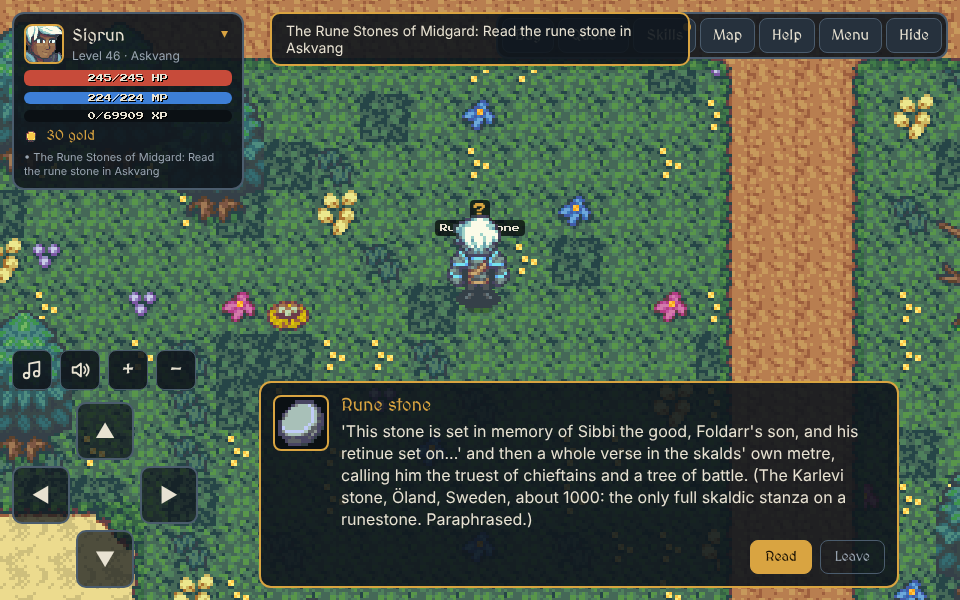 Sigrun
Level 46 · Askvang
245/245 HP
224/224 MP
0/69909 XP
30 gold
• The Rune Stones of Midgard: Read
the rune stone in Askvang
The Rune Stones of Midgard: Read the rune stone in
Askvang
Skills
Map
Help
Menu
Hide
?
Rune stone
'This stone is set in memory of Sibbi the good, Foldarr's son, and his
retinue set on...' and then a whole verse in the skalds' own metre,
calling him the truest of chieftains and a tree of battle. (The Karlevi
stone, Öland, Sweden, about 1000: the only full skaldic stanza on a
runestone. Paraphrased.)
Read
Leave